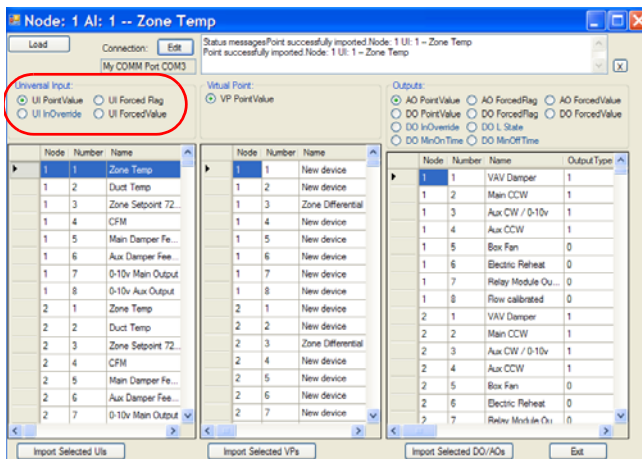 Node: 1 AI: 1 -- Zone Temp
Load
Connection:
Edit
My COMM Port COM3
Status messagesPoint successfully imported.Node: 1 UI: 1 – Zone Temp
Point successfully imported.Node: 1 UI: 1 – Zone Temp
X
Universal Input:
UI PointValue UI Forced Flag
UI InOverride UI ForcedValue
Virtual Point:
VP PointValue
Outputs:
AO PointValue AO ForcedFlag AO ForcedValue
DO PointValue DO ForcedFlag DO ForcedValue
DO InOverride DO L State
DO MinOnTime DO MinOffTime
Node Number Name
1 1 Zone Temp
1 2 Duct Temp
1 3 Zone Setpoint 72...
1 4 CFM
1 5 Main Damper Fe...
1 6 Aux Damper Fee...
1 7 0-10v Main Output
1 8 0-10v Aux Output
2 1 Zone Temp
2 2 Duct Temp
2 3 Zone Setpoint 72...
2 4 CFM
2 5 Main Damper Fe...
2 6 Aux Damper Fee...
2 7 0-10v Main Output
Node Number Name
1 1 New device
1 2 New device
1 3 Zone Differential
1 4 New device
1 5 New device
1 6 New device
1 7 New device
1 8 New device
2 1 New device
2 2 New device
2 3 Zone Differential
2 4 New device
2 5 New device
2 6 New device
2 7 New device
Node Number Name OutputType
1 1 VAV Damper 1
1 2 Main CCW 1
1 3 Aux CW / 0-10v 1
1 4 Aux CCW 1
1 5 Box Fan 0
1 6 Electric Reheat 0
1 7 Relay Module Ou... 0
1 8 Flow calibrated 0
2 1 VAV Damper 1
2 2 Main CCW 1
2 3 Aux CW / 0-10v 1
2 4 Aux CCW 1
2 5 Box Fan 0
2 6 Electric Reheat 0
2 7 Relay Module Ou 0
Import Selected UIs
Import Selected VPs
Import Selected DO/AOs
Exit